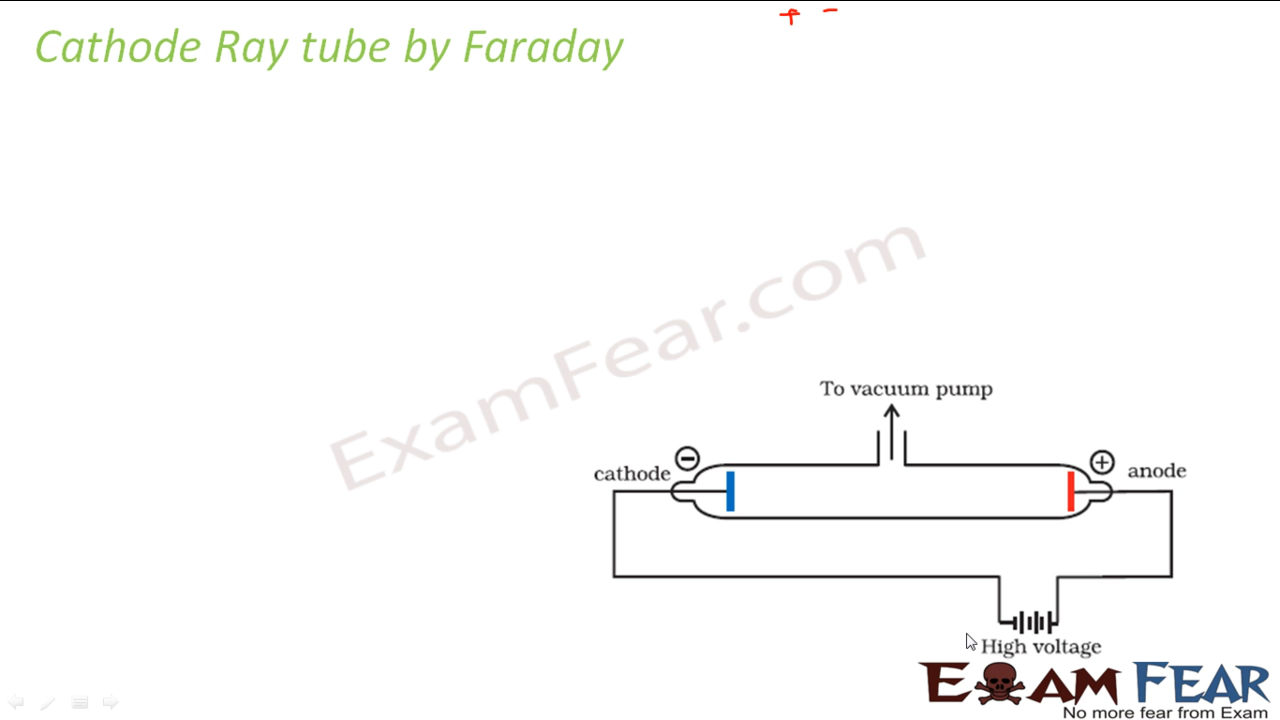 + -
Cathode Ray tube by Faraday
ExamFear.com
To vacuum pump
cathode
−
+
anode
High voltage
EXAM FEAR
No more fear from Exam